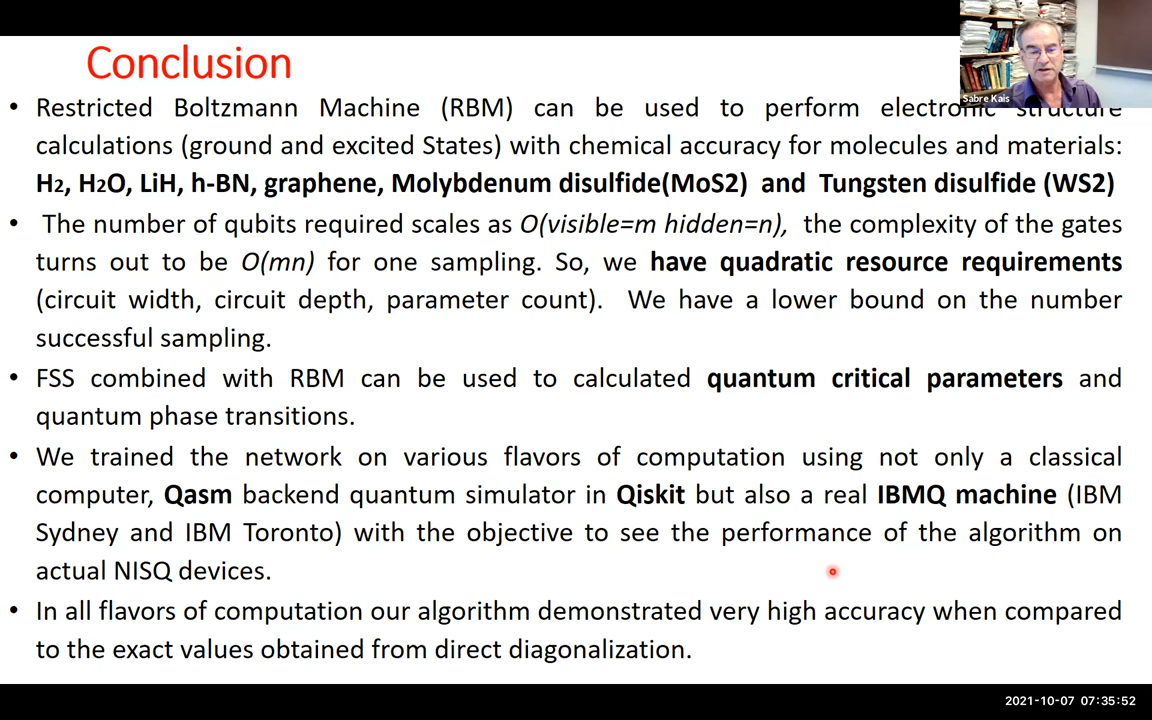 Conclusion
Sabre Kais
• Restricted Boltzmann Machine (RBM) can be used to perform electronic structure
calculations (ground and excited States) with chemical accuracy for molecules and materials:
H2, H2O, LiH, h-BN, graphene, Molybdenum disulfide(MoS2) and Tungsten disulfide (WS2)
• The number of qubits required scales as O(visible=m hidden=n), the complexity of the gates
turns out to be O(mn) for one sampling. So, we have quadratic resource requirements
(circuit width, circuit depth, parameter count). We have a lower bound on the number
successful sampling.
• FSS combined with RBM can be used to calculated quantum critical parameters and
quantum phase transitions.
• We trained the network on various flavors of computation using not only a classical
computer, Qasm backend quantum simulator in Qiskit but also a real IBMQ machine (IBM
Sydney and IBM Toronto) with the objective to see the performance of the algorithm on
actual NISQ devices.
• In all flavors of computation our algorithm demonstrated very high accuracy when compared
to the exact values obtained from direct diagonalization.
2021-10-07 07:35:52